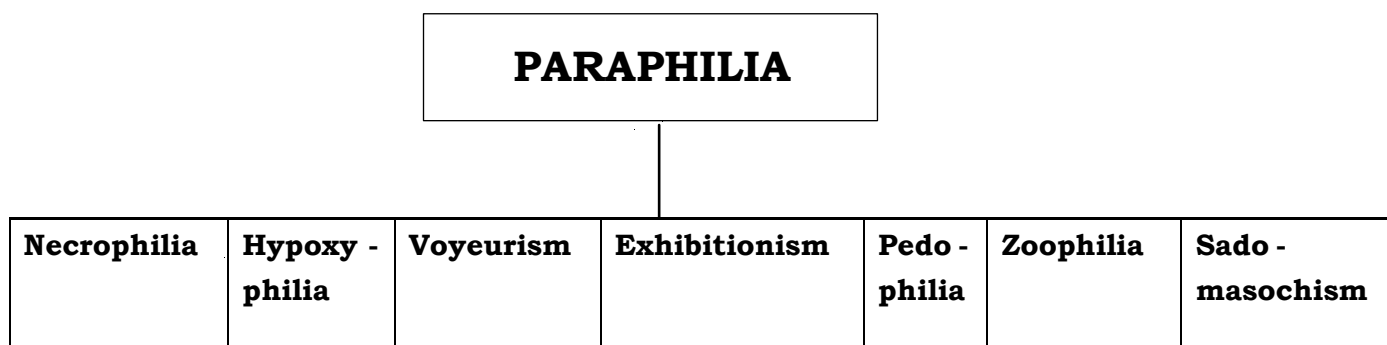 PARAPHILIA
Necrophilia
Hypoxy -
philia
Voyeurism
Exhibitionism
Pedo -
philia
Zoophilia
Sado -
masochism